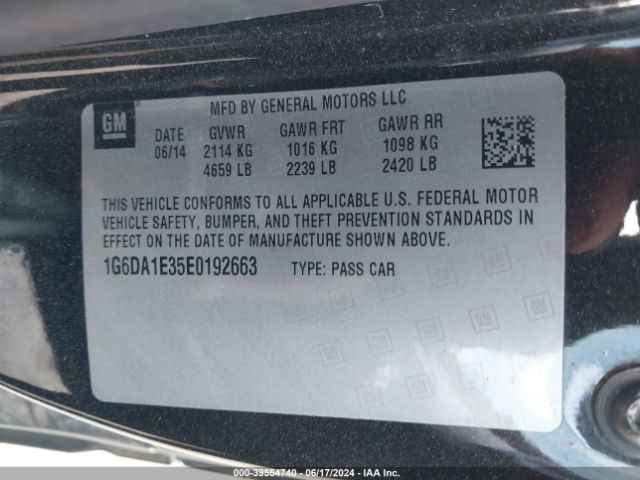 GM
MFD BY GENERAL MOTORS LLC
DATE GVWR GAWR FRT GAWR RR
06/14 2114 KG 1016 KG 1098 KG
4659 LB 2239 LB 2420 LB
THIS VEHICLE CONFORMS TO ALL APPLICABLE U.S. FEDERAL MOTOR
VEHICLE SAFETY, BUMPER, AND THEFT PREVENTION STANDARDS IN
EFFECT ON THE DATE OF MANUFACTURE SHOWN ABOVE.
1G6DA1E35E0192663 TYPE: PASS CAR
000-39554740 - 06/17/2024 - IAA Inc.